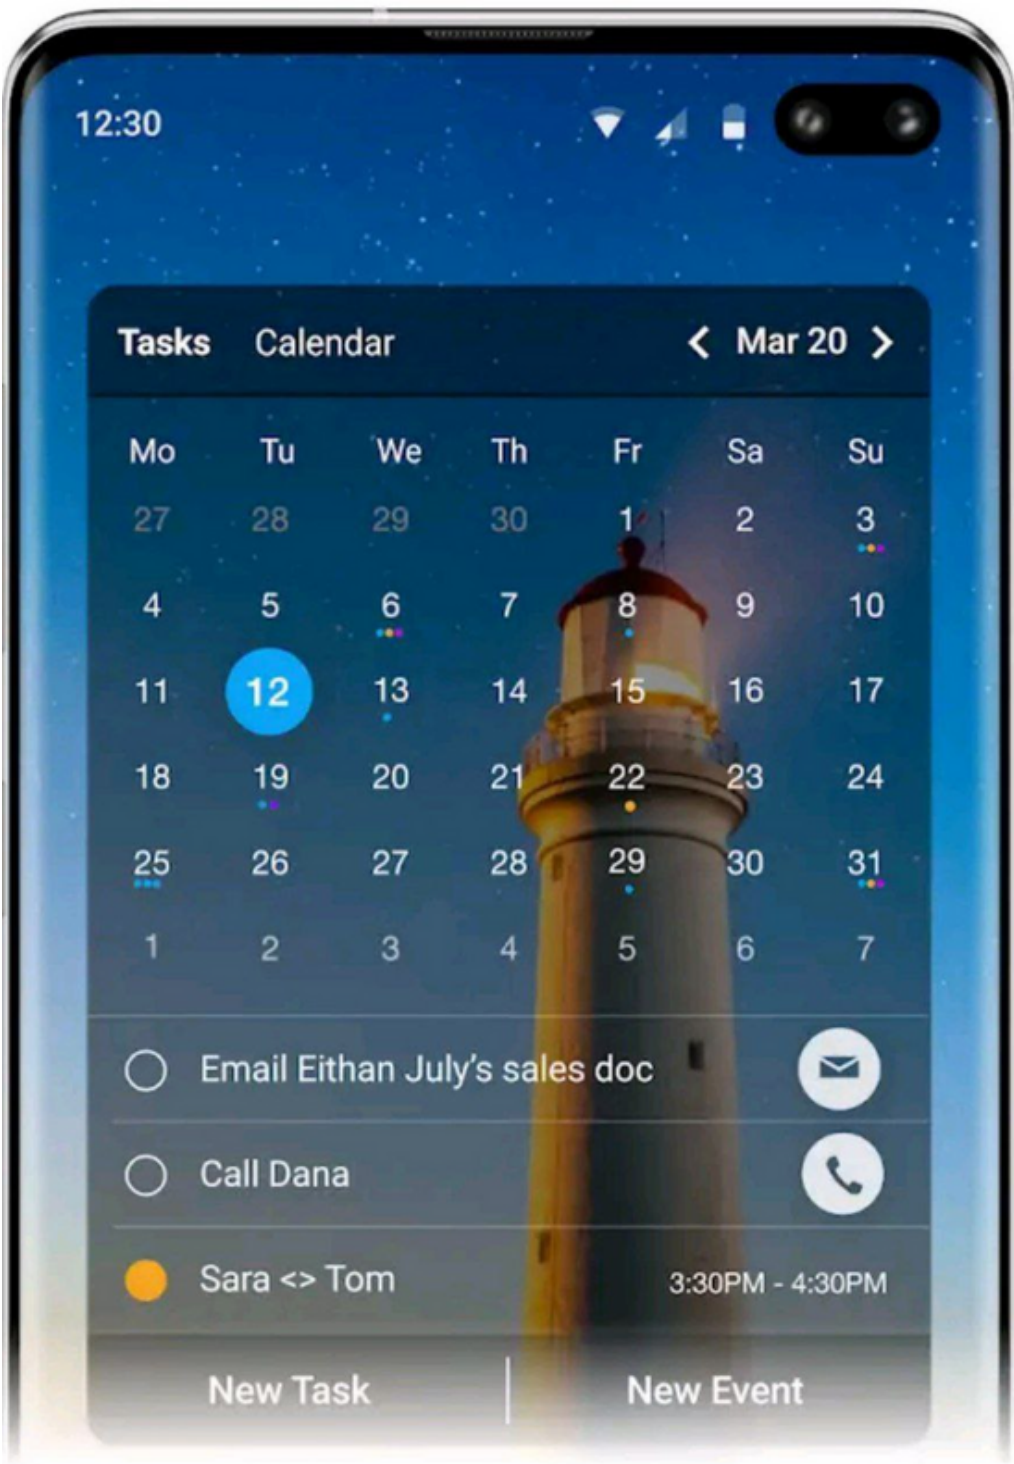 12:30
Tasks Calendar < Mar 20 >
Mo Tu We Th Fr Sa Su
27 28 29 30 1 2 3
4 5 6 7 8 9 10
11 12 13 14 15 16 17
18 19 20 21 22 23 24
25 26 27 28 29 30 31
1 2 3 4 5 6 7
Email Eithan July's sales doc
Call Dana
Sara <> Tom 3:30PM - 4:30PM
New Task | New Event